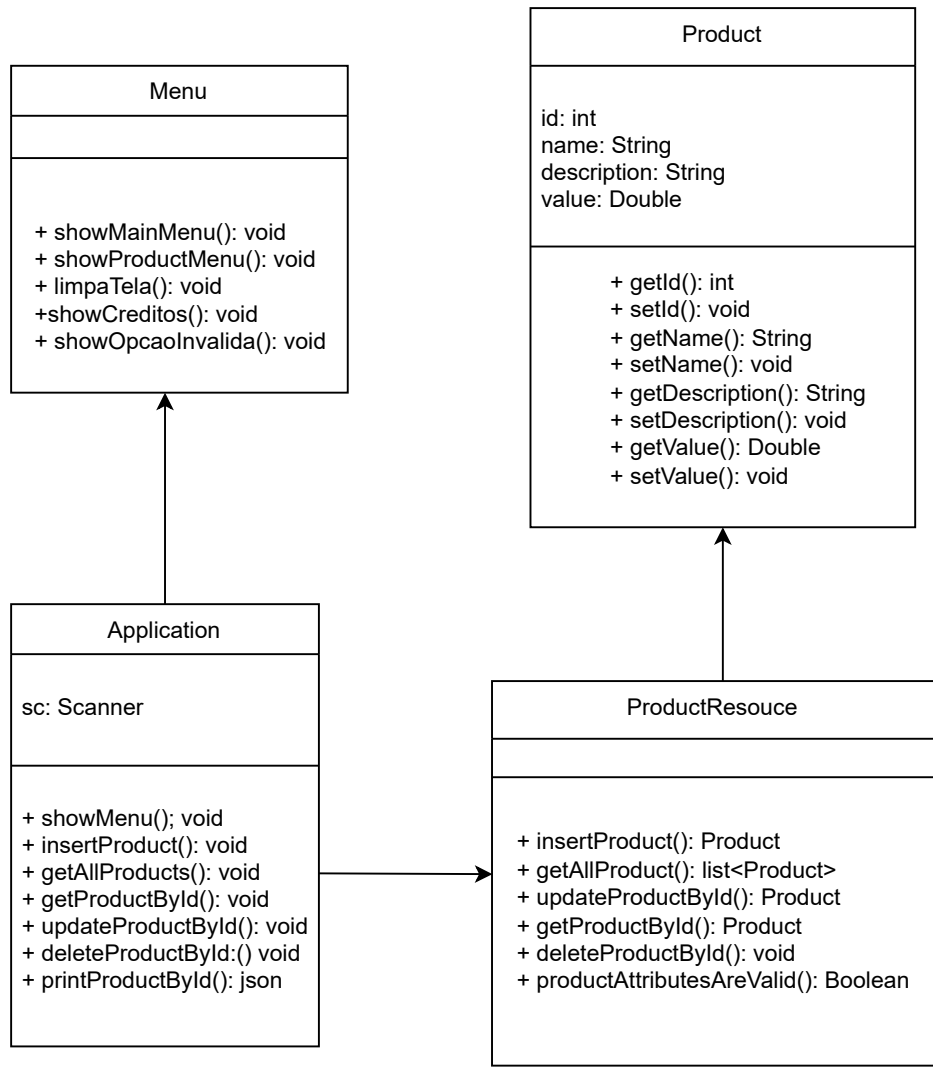 Menu
+ showMainMenu(): void
+ showProductMenu(): void
+ limpaTela(): void
+showCreditos(): void
+ showOpcaoInvalida(): void
Product
id: int
name: String
description: String
value: Double
+ getId(): int
+ setId(): void
+ getName(): String
+ setName(): void
+ getDescription(): String
+ setDescription(): void
+ getValue(): Double
+ setValue(): void
Application
sc: Scanner
+ showMenu(); void
+ insertProduct(): void
+ getAllProducts(): void
+ getProductById(): void
+ updateProductById(): void
+ deleteProductById:() void
+ printProductById(): json
ProductResouce
+ insertProduct(): Product
+ getAllProduct(): list<Product>
+ updateProductById(): Product
+ getProductById(): Product
+ deleteProductById(): void
+ productAttributesAreValid(): Boolean